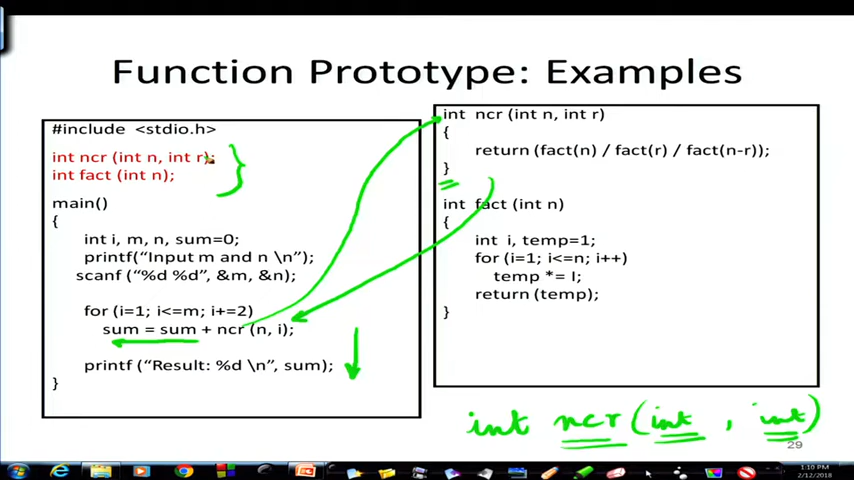 Function Prototype: Examples
#include <stdio.h>
int ncr (int n, int r);
int fact (int n);
main()
{
int i, m, n, sum=0;
printf(“Input m and n \n”);
scanf (“%d %d”, &m, &n);
for (i=1; i<=m; i+=2)
sum = sum + ncr (n, i);
printf (“Result: %d \n”, sum);
}
int ncr (int n, int r)
{
return (fact(n) / fact(r) / fact(n-r));
}
int fact (int n)
{
int i, temp=1;
for (i=1; i<=n; i++)
temp *= I;
return (temp);
}
int ncr (int , int)
29
1:10 PM
2/12/2018